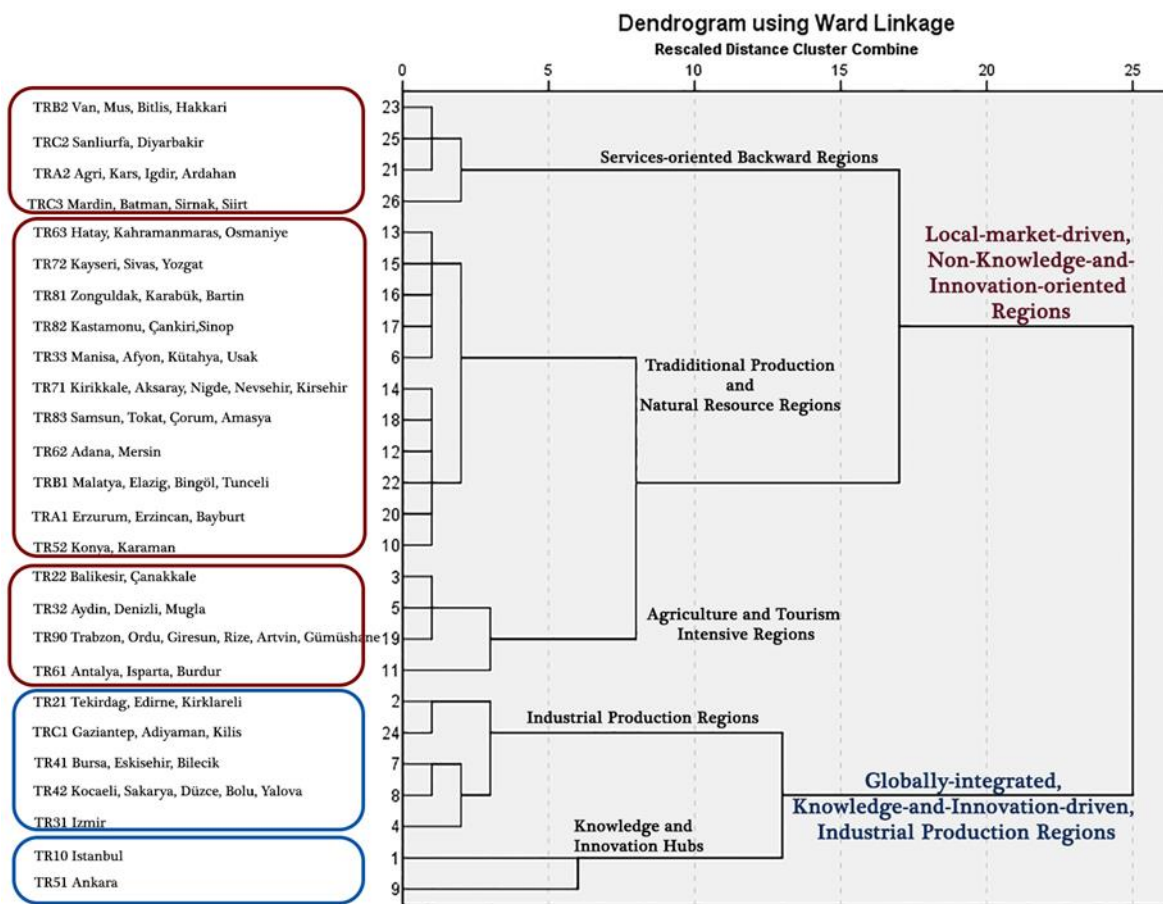 Dendrogram using Ward Linkage
Rescaled Distance Cluster Combine
0 5 10 15 20 25
TRB2 Van, Mus, Bitlis, Hakkari 23
TRC2 Sanliurfa, Diyarbakir 25
Services-oriented Backward Regions
TRA2 Agri, Kars, Igdir, Ardahan 21
TRC3 Mardin, Batman, Sirnak, Siirt 26
TR63 Hatay, Kahramanmaras, Osmaniye 13
TR72 Kayseri, Sivas, Yozgat 15
TR81 Zonguldak, Karabük, Bartin 16
TR82 Kastamonu, Çankiri,Sinop 17
TR33 Manisa, Afyon, Kütahya, Usak 6
TR71 Kirikkale, Aksaray, Nigde, Nevsehir, Kirsehir 14
TR83 Samsun, Tokat, Çorum, Amasya 18
TR62 Adana, Mersin 12
TRB1 Malatya, Elazig, Bingöl, Tunceli 22
TRA1 Erzurum, Erzincan, Bayburt 20
TR52 Konya, Karaman 10
Local-market-driven,
Non-Knowledge-and-
Innovation-oriented
Regions
Tradiditional Production
and
Natural Resource Regions
TR22 Balikesir, Çanakkale 3
TR32 Aydin, Denizli, Mugla 5
TR90 Trabzon, Ordu, Giresun, Rize, Artvin, Gümüshane 19
TR61 Antalya, Isparta, Burdur 11
Agriculture and Tourism
Intensive Regions
TR21 Tekirdag, Edirne, Kirklareli 2
Industrial Production Regions
TRC1 Gaziantep, Adiyaman, Kilis 24
TR41 Bursa, Eskisehir, Bilecik 7
TR42 Kocaeli, Sakarya, Düzce, Bolu, Yalova 8
TR31 Izmir 4
Globally-integrated,
Knowledge-and-Innovation-driven,
Industrial Production Regions
Knowledge and
Innovation Hubs
TR10 Istanbul 1
TR51 Ankara 9